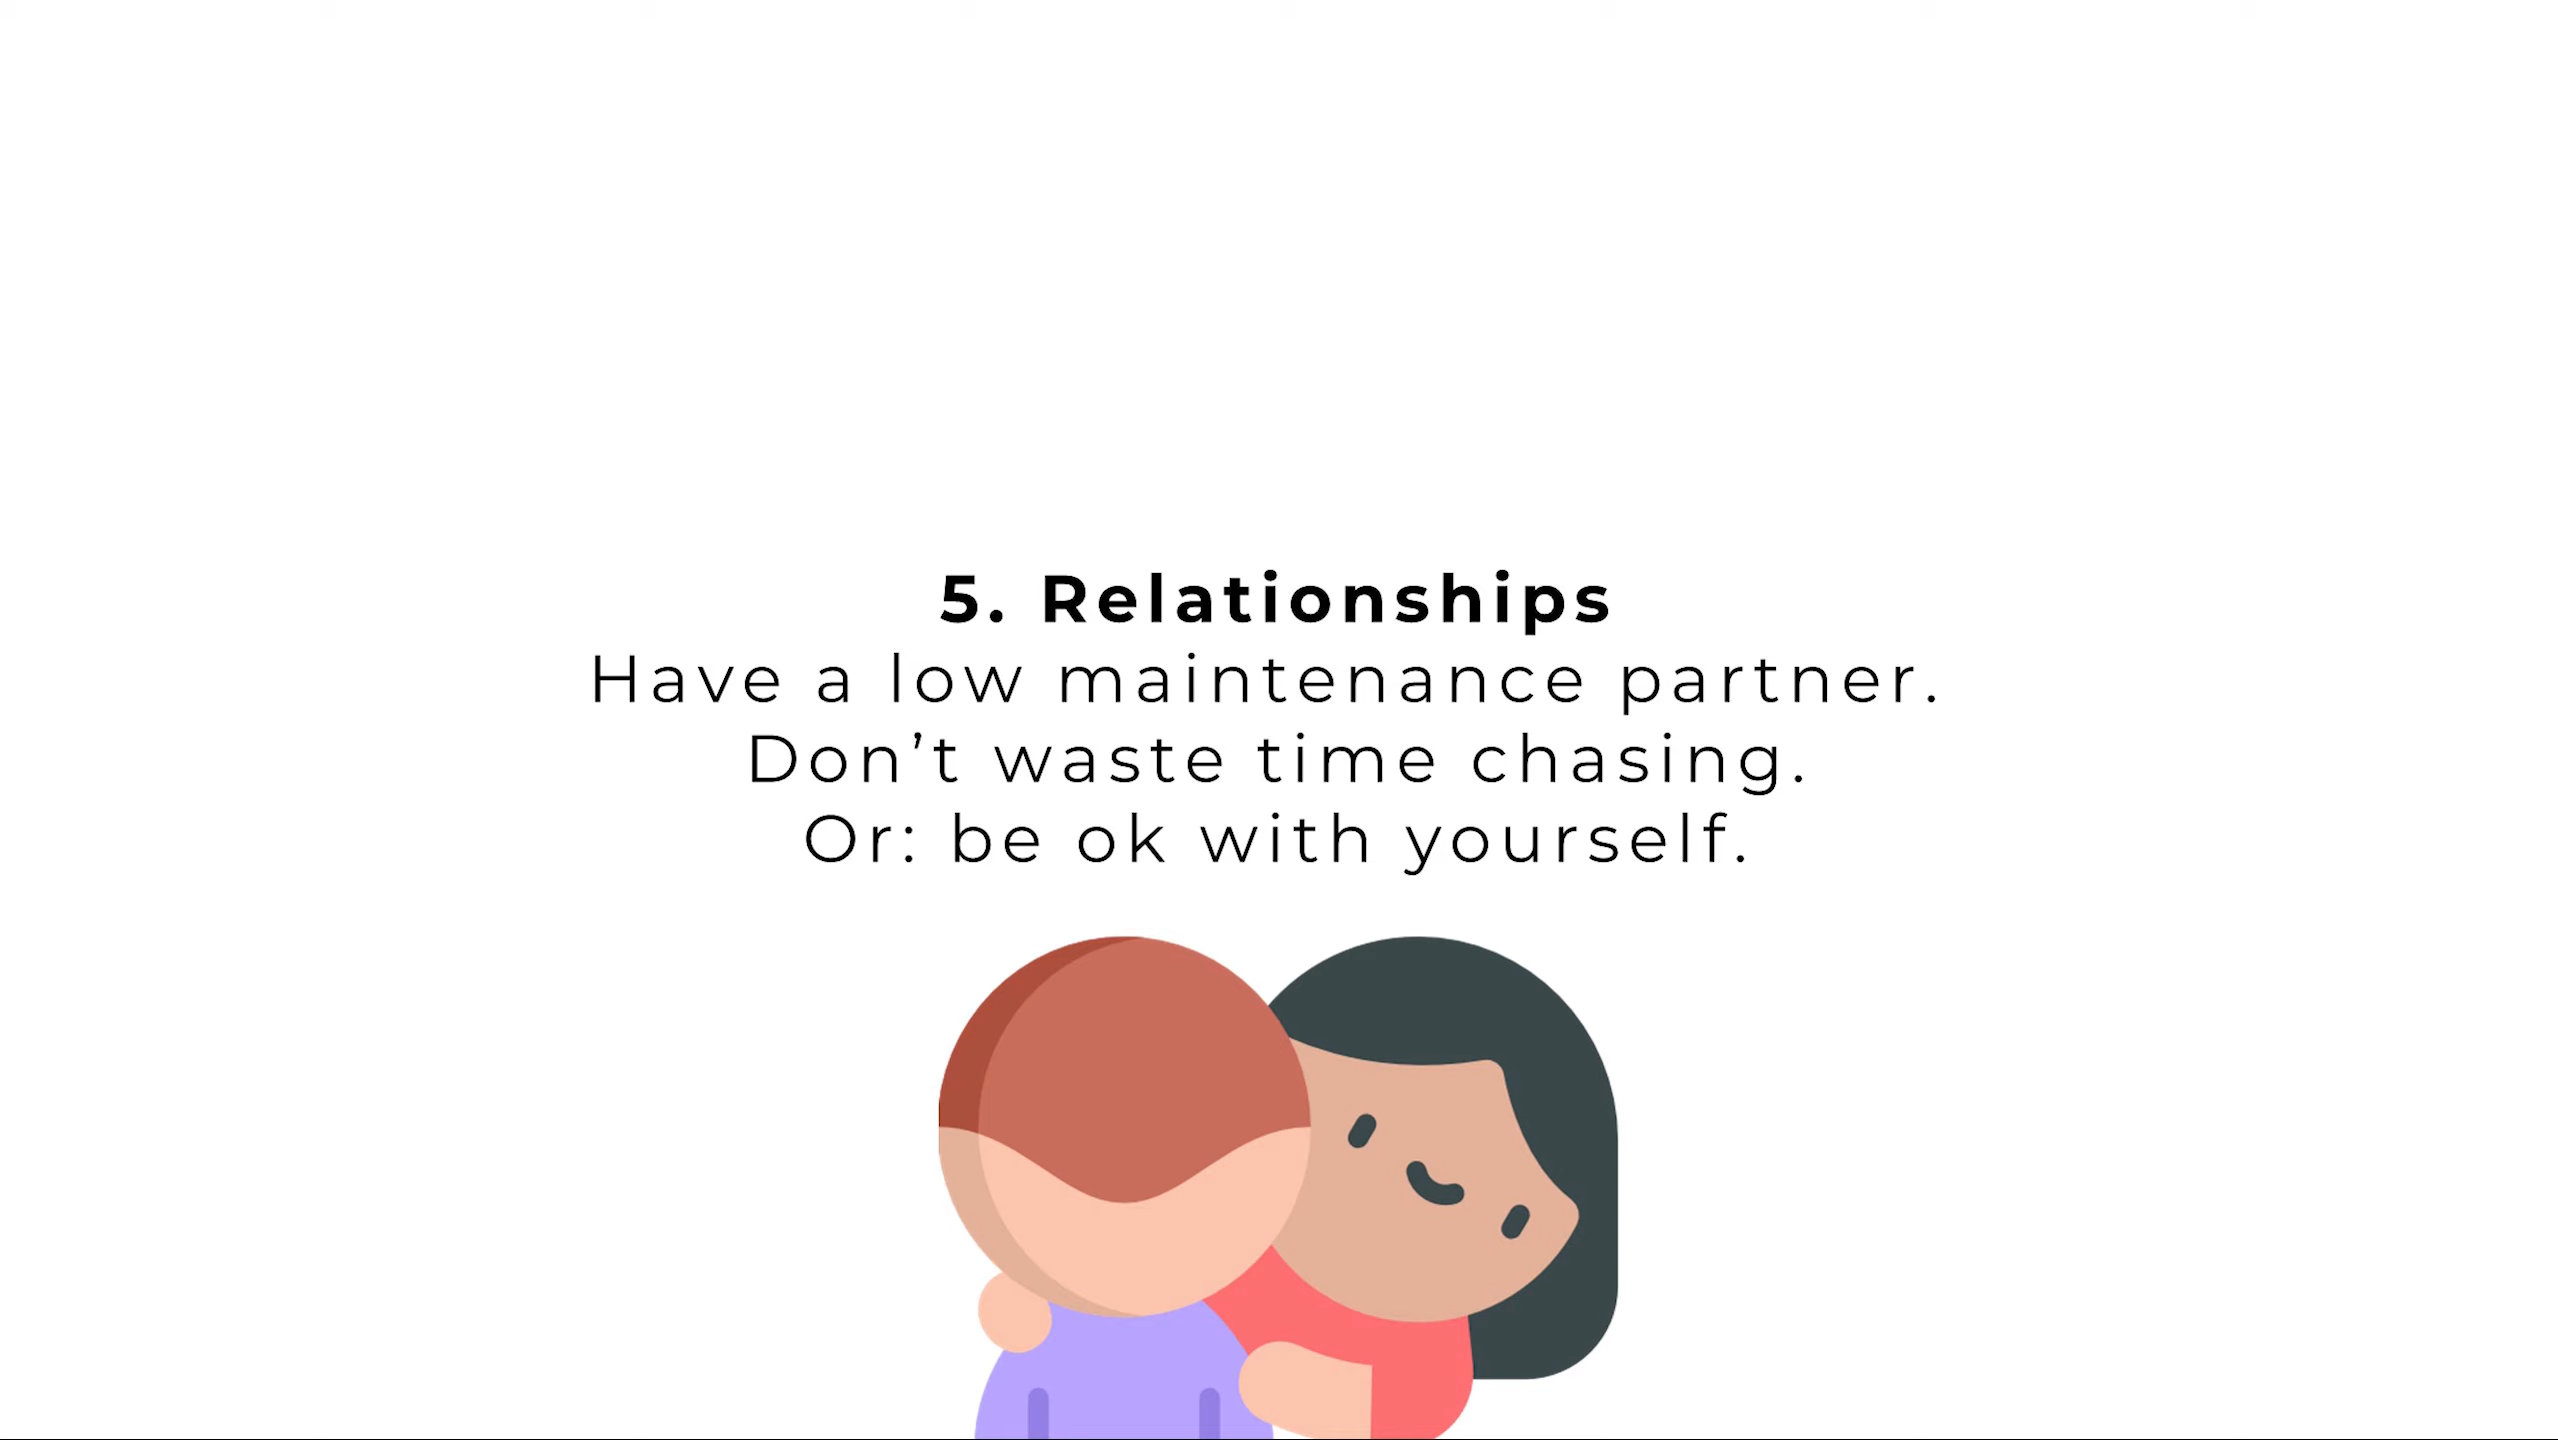 5. Relationships
Have a low maintenance partner.
Don’t waste time chasing.
Or: be ok with yourself.